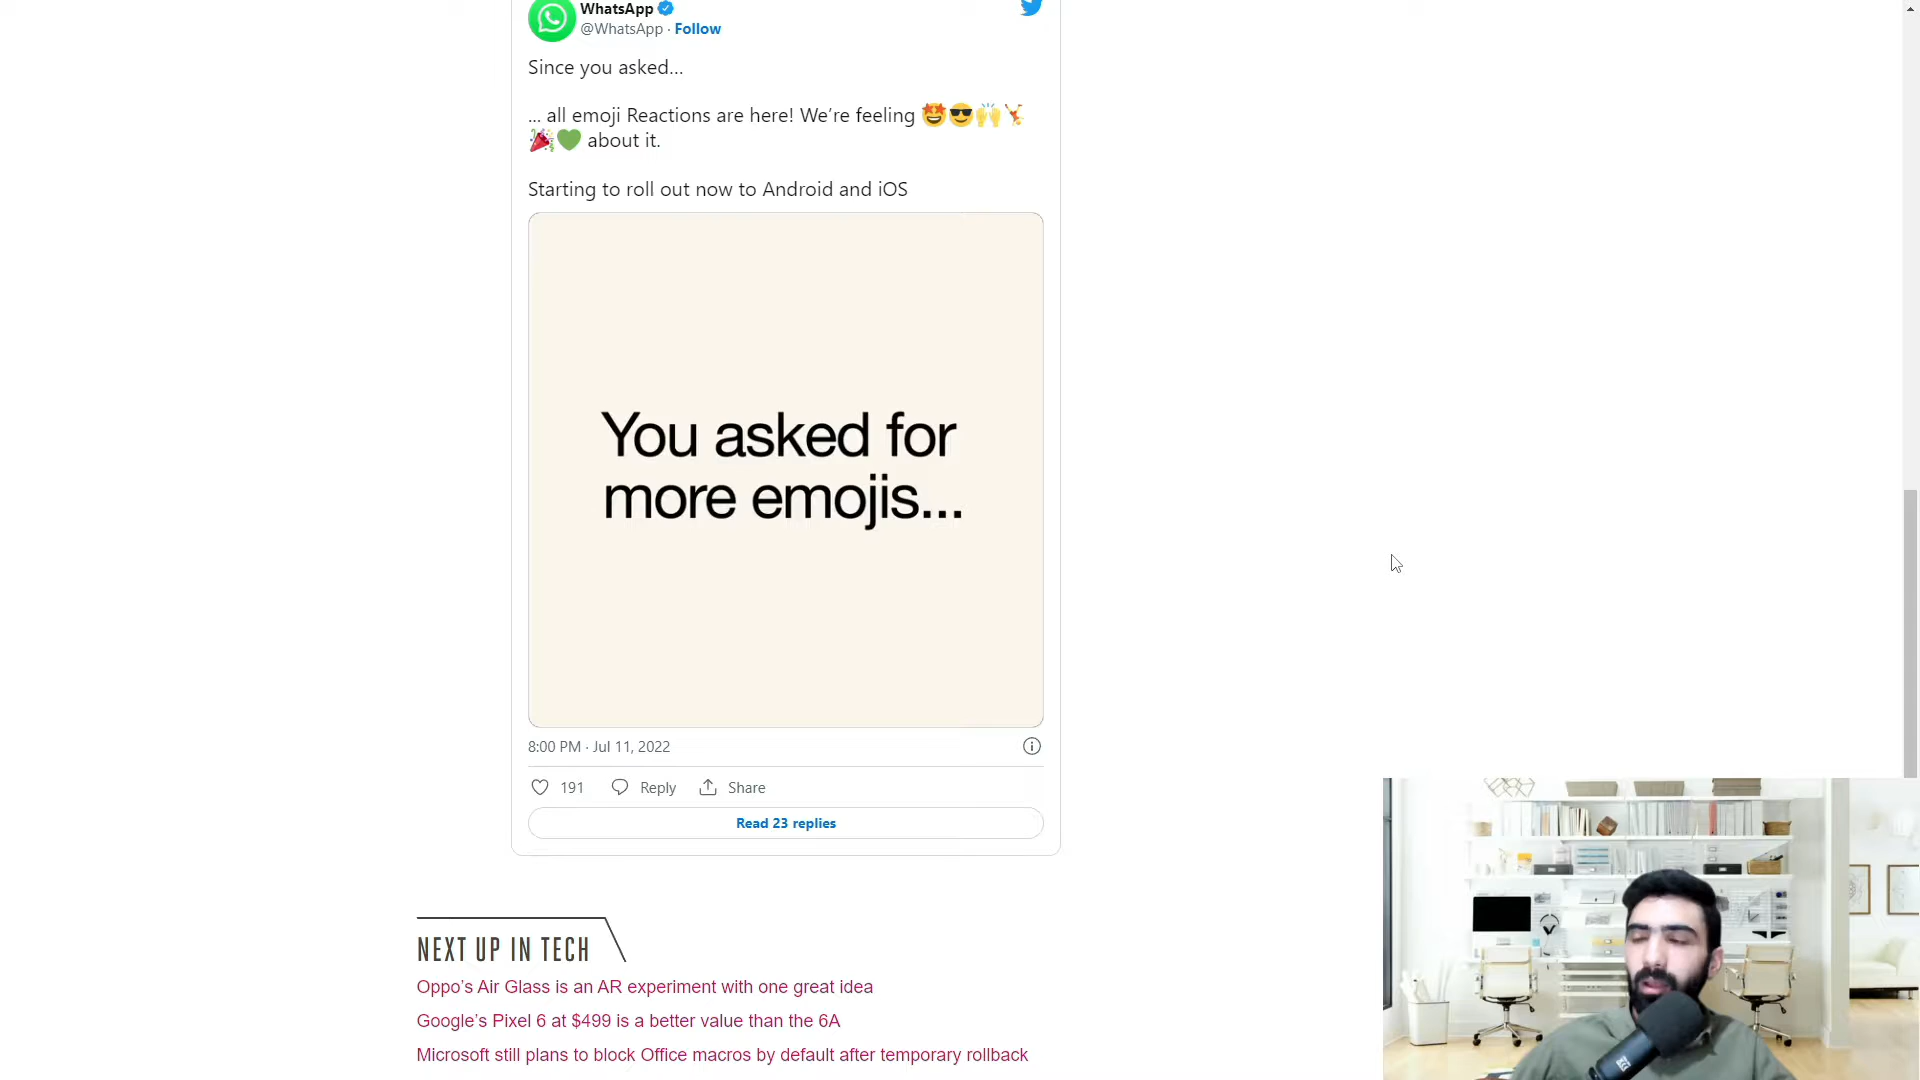 WhatsApp
@WhatsApp · Follow
Since you asked...
... all emoji Reactions are here! We’re feeling 🤩😎🙌🤾
🎉💚 about it.
Starting to roll out now to Android and iOS
You asked for
more emojis...
8:00 PM · Jul 11, 2022
191 Reply Share
Read 23 replies
NEXT UP IN TECH
Oppo’s Air Glass is an AR experiment with one great idea
Google’s Pixel 6 at $499 is a better value than the 6A
Microsoft still plans to block Office macros by default after temporary rollback